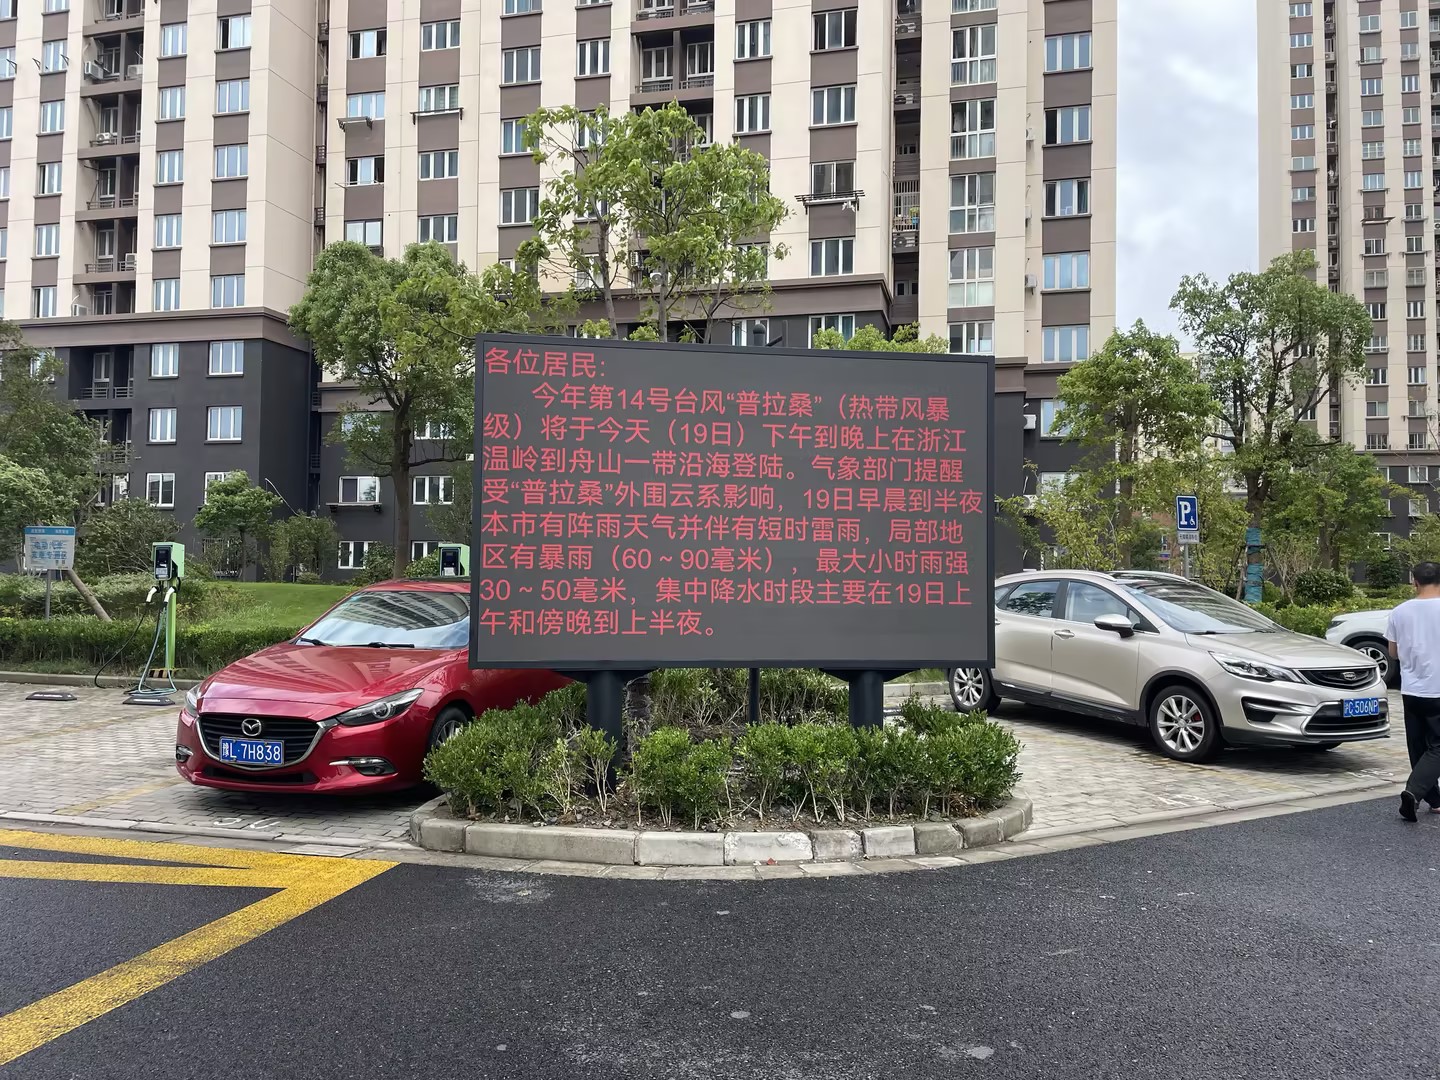 各位居民：
今年第14号台风“普拉桑”（热带风暴
级）将于今天（19日）下午到晚上在浙江
温岭到舟山一带沿海登陆。气象部门提醒
受“普拉桑”外围云系影响，19日早晨到半夜
本市有阵雨天气并伴有短时雷雨，局部地
区有暴雨（60～90毫米），最大小时雨强
30～50毫米，集中降水时段主要在19日上
午和傍晚到上半夜。
P
豫L·7H838
沪C·506NP